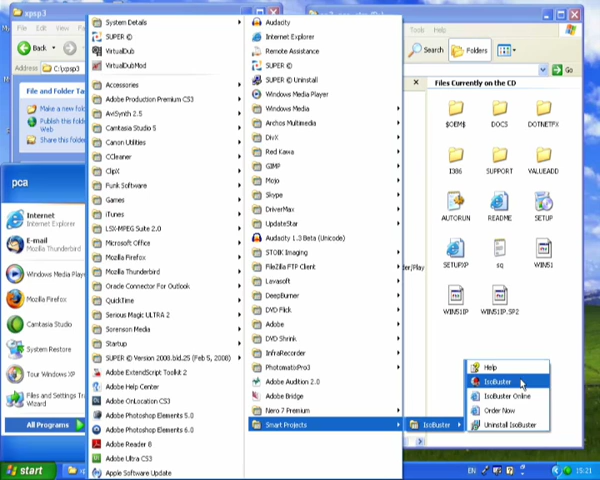 xpsp3
File
Edit
Back
Address
C:\xpsp3
File and Folder
Make a new fold
Publish this folder
Web
Share this folder
pca
Internet
Internet Explorer
E-mail
Mozilla Thunderbird
Windows Media Playe
Mozilla Firefox
Camtasia Studio
System Restore
Tour Windows XP
Files and Settings Tra
Wizard
All Programs
start
System Details
SUPER ©
VirtualDub
VirtualDubMod
Accessories
Adobe Production Premium CS3
AviSynth 2.5
Camtasia Studio 5
Canon Utilities
CCleaner
ClipX
Funk Software
Games
iTunes
LSX-MPEG Suite 2.0
Microsoft Office
Mozilla Firefox
Mozilla Thunderbird
Oracle Connector For Outlook
QuickTime
Serious Magic ULTRA 2
Sorenson Media
Startup
SUPER © Version 2008.bld.25 (Feb 5, 2008)
Adobe ExtendScript Toolkit 2
Adobe Help Center
Adobe OnLocation CS3
Adobe Photoshop Elements 5.0
Adobe Photoshop Elements 6.0
Adobe Reader 8
Adobe Ultra CS3
Apple Software Update
Audacity
Internet Explorer
Remote Assistance
SUPER ©
SUPER © Uninstall
Windows Media Player
Windows Media
Archos Multimedia
DivX
Red Kawa
GIMP
Mojo
Skype
DriverMax
UpdateStar
Audacity 1.3 Beta (Unicode)
STOIK Imaging
FileZilla FTP Client
Lavasoft
DeepBurner
DVD Flick
Adobe
DVD Shrink
InfraRecorder
PhotomatixPro3
Adobe Audition 2.0
Adobe Bridge
Nero 7 Premium
Smart Projects
IsoBuster
Help
IsoBuster
IsoBuster Online
Order Now
Uninstall IsoBuster
Tools
Help
Search
Folders
Go
Files Currently on the CD
$OEM$
DOCS
DOTNETFX
I386
SUPPORT
VALUEADD
AUTORUN
README
SETUP
SETUPXP
sq
WIN51
WIN51IP
WIN51IP.SP2
EN
15:21